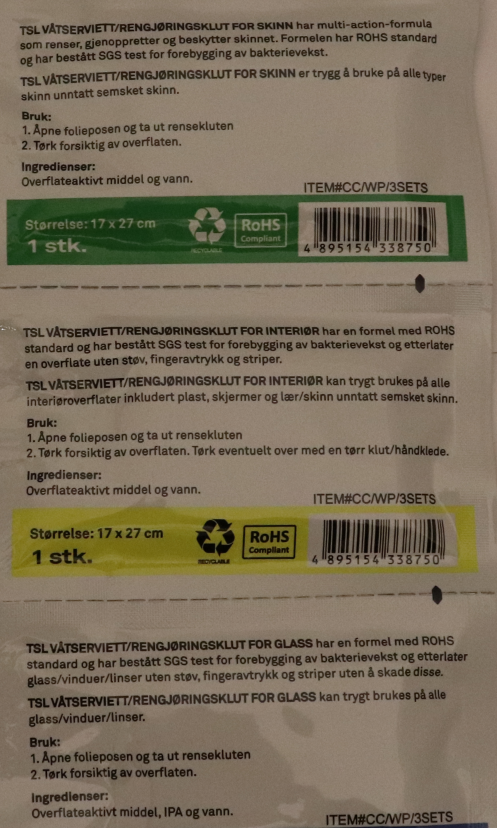 TSL VÅTSERVIETT/RENGJØRINGSKLUT FOR SKINN har multi-action-formula
som renser, gjenoppretter og beskytter skinnet. Formelen har ROHS standard
og har bestått SGS test for forebygging av bakterievekst.
TSL VÅTSERVIETT/RENGJØRINGSKLUT FOR SKINN er trygg å bruke på alle typer
skinn unntatt semsket skinn.
Bruk:
1. Åpne folieposen og ta ut rensekluten
2. Tørk forsiktig av overflaten.
Ingredienser:
Overflateaktivt middel og vann.
ITEM#CC/WP/3SETS
Størrelse: 17 x 27 cm
1 stk.
RECYCLABLE
RoHS
Compliant
4 895154 338750
TSL VÅTSERVIETT/RENGJØRINGSKLUT FOR INTERIØR har en formel med ROHS
standard og har bestått SGS test for forebygging av bakterievekst og etterlater
en overflate uten støv, fingeravtrykk og striper.
TSL VÅTSERVIETT/RENGJØRINGSKLUT FOR INTERIØR kan trygt brukes på alle
interiøroverflater inkludert plast, skjermer og lær/skinn unntatt semsket skinn.
Bruk:
1. Åpne folieposen og ta ut rensekluten
2. Tørk forsiktig av overflaten. Tørk eventuelt over med en tørr klut/håndklede.
Ingredienser:
Overflateaktivt middel og vann.
ITEM#CC/WP/3SETS
Størrelse: 17 x 27 cm
1 stk.
RECYCLABLE
RoHS
Compliant
4 895154 338750
TSL VÅTSERVIETT/RENGJØRINGSKLUT FOR GLASS har en formel med ROHS
standard og har bestått SGS test for forebygging av bakterievekst og etterlater
glass/vinduer/linser uten støv, fingeravtrykk og striper uten å skade disse.
TSL VÅTSERVIETT/RENGJØRINGSKLUT FOR GLASS kan trygt brukes på alle
glass/vinduer/linser.
Bruk:
1. Åpne folieposen og ta ut rensekluten
2. Tørk forsiktig av overflaten.
Ingredienser:
Overflateaktivt middel, IPA og vann.
ITEM#CC/WP/3SETS